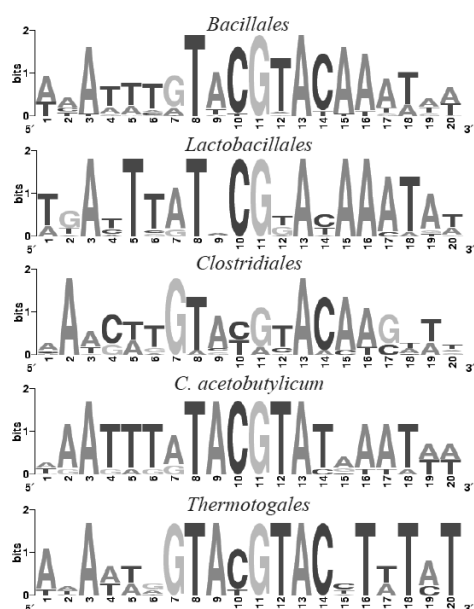 Bacillales
2
bits
1
0
A A A T T T G T A C G T A C A A A T A A
5´ 1 2 3 4 5 6 7 8 9 10 11 12 13 14 15 16 17 18 19 20 3´
Lactobacillales
2
bits
1
0
T G A T T T A T C G T A C A A A T A T
5´ 1 2 3 4 5 6 7 8 9 10 11 12 13 14 15 16 17 18 19 20 3´
Clostridiales
2
bits
1
0
A A A C T T G T A C G T A C A A G T
5´ 1 2 3 4 5 6 7 8 9 10 11 12 13 14 15 16 17 18 19 20 3´
C. acetobutylicum
2
bits
1
0
A A A T T T A T A C G T A T A A A T A A
5´ 1 2 3 4 5 6 7 8 9 10 11 12 13 14 15 16 17 18 19 20 3´
Thermotogales
2
bits
1
0
A A A A T G T A C G T A C T T T A T
5´ 1 2 3 4 5 6 7 8 9 10 11 12 13 14 15 16 17 18 19 20 3´